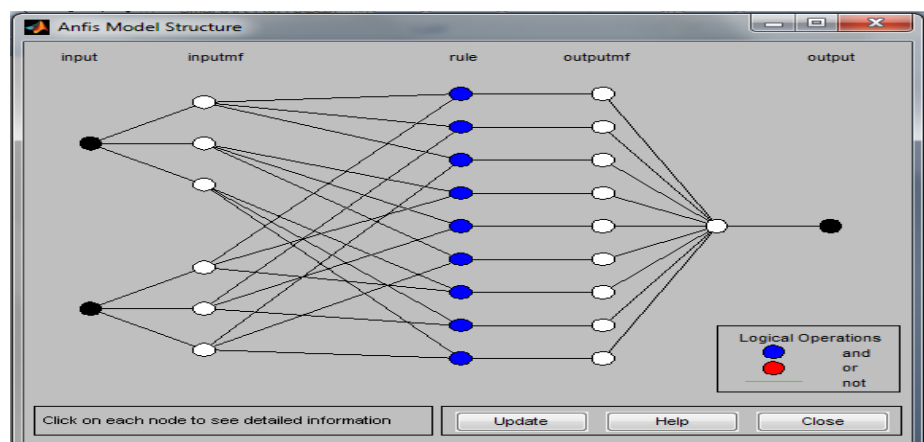 Anfis Model Structure
input inputmf rule outputmf output
Logical Operations
and
or
not
Click on each node to see detailed information
Update Help Close